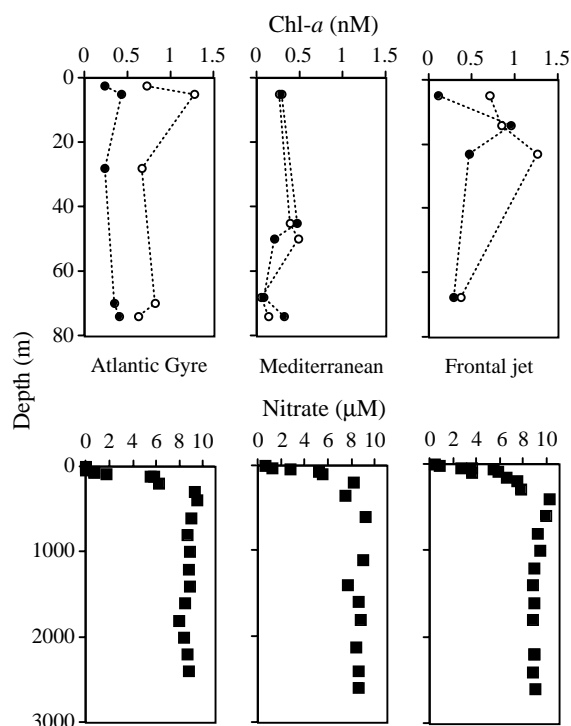 Chl-a (nM)
0 0.5 1 1.5 0 0.5 1 1.5 0 0.5 1 1.5
0
20
40
60
80
Depth (m)
Atlantic Gyre Mediterranean Frontal jet
Nitrate (μM)
0 2 4 6 8 10 0 2 4 6 8 10 0 2 4 6 8 10
0
1000
2000
3000